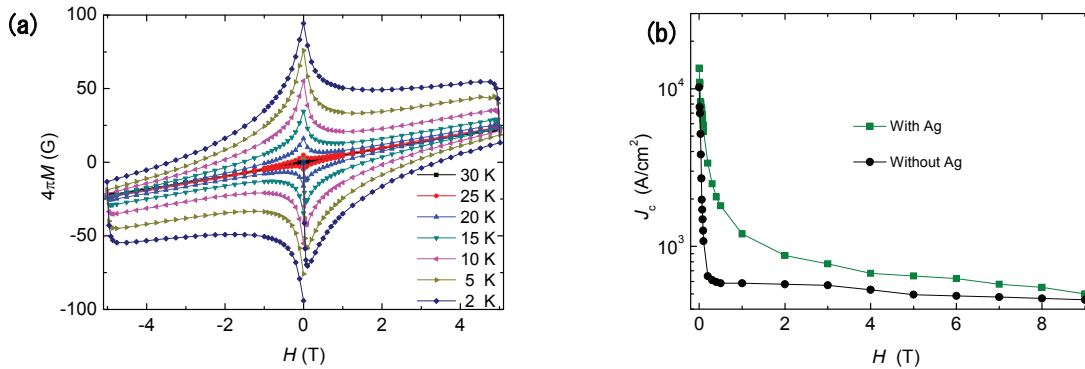 (a)
4πM (G)
100
50
0
-50
-100
-4
-2
0
2
4
H (T)
30 K
25 K
20 K
15 K
10 K
5 K
2 K
(b)
Jc (A/cm²)
10⁴
10³
0
2
4
6
8
H (T)
With Ag
Without Ag